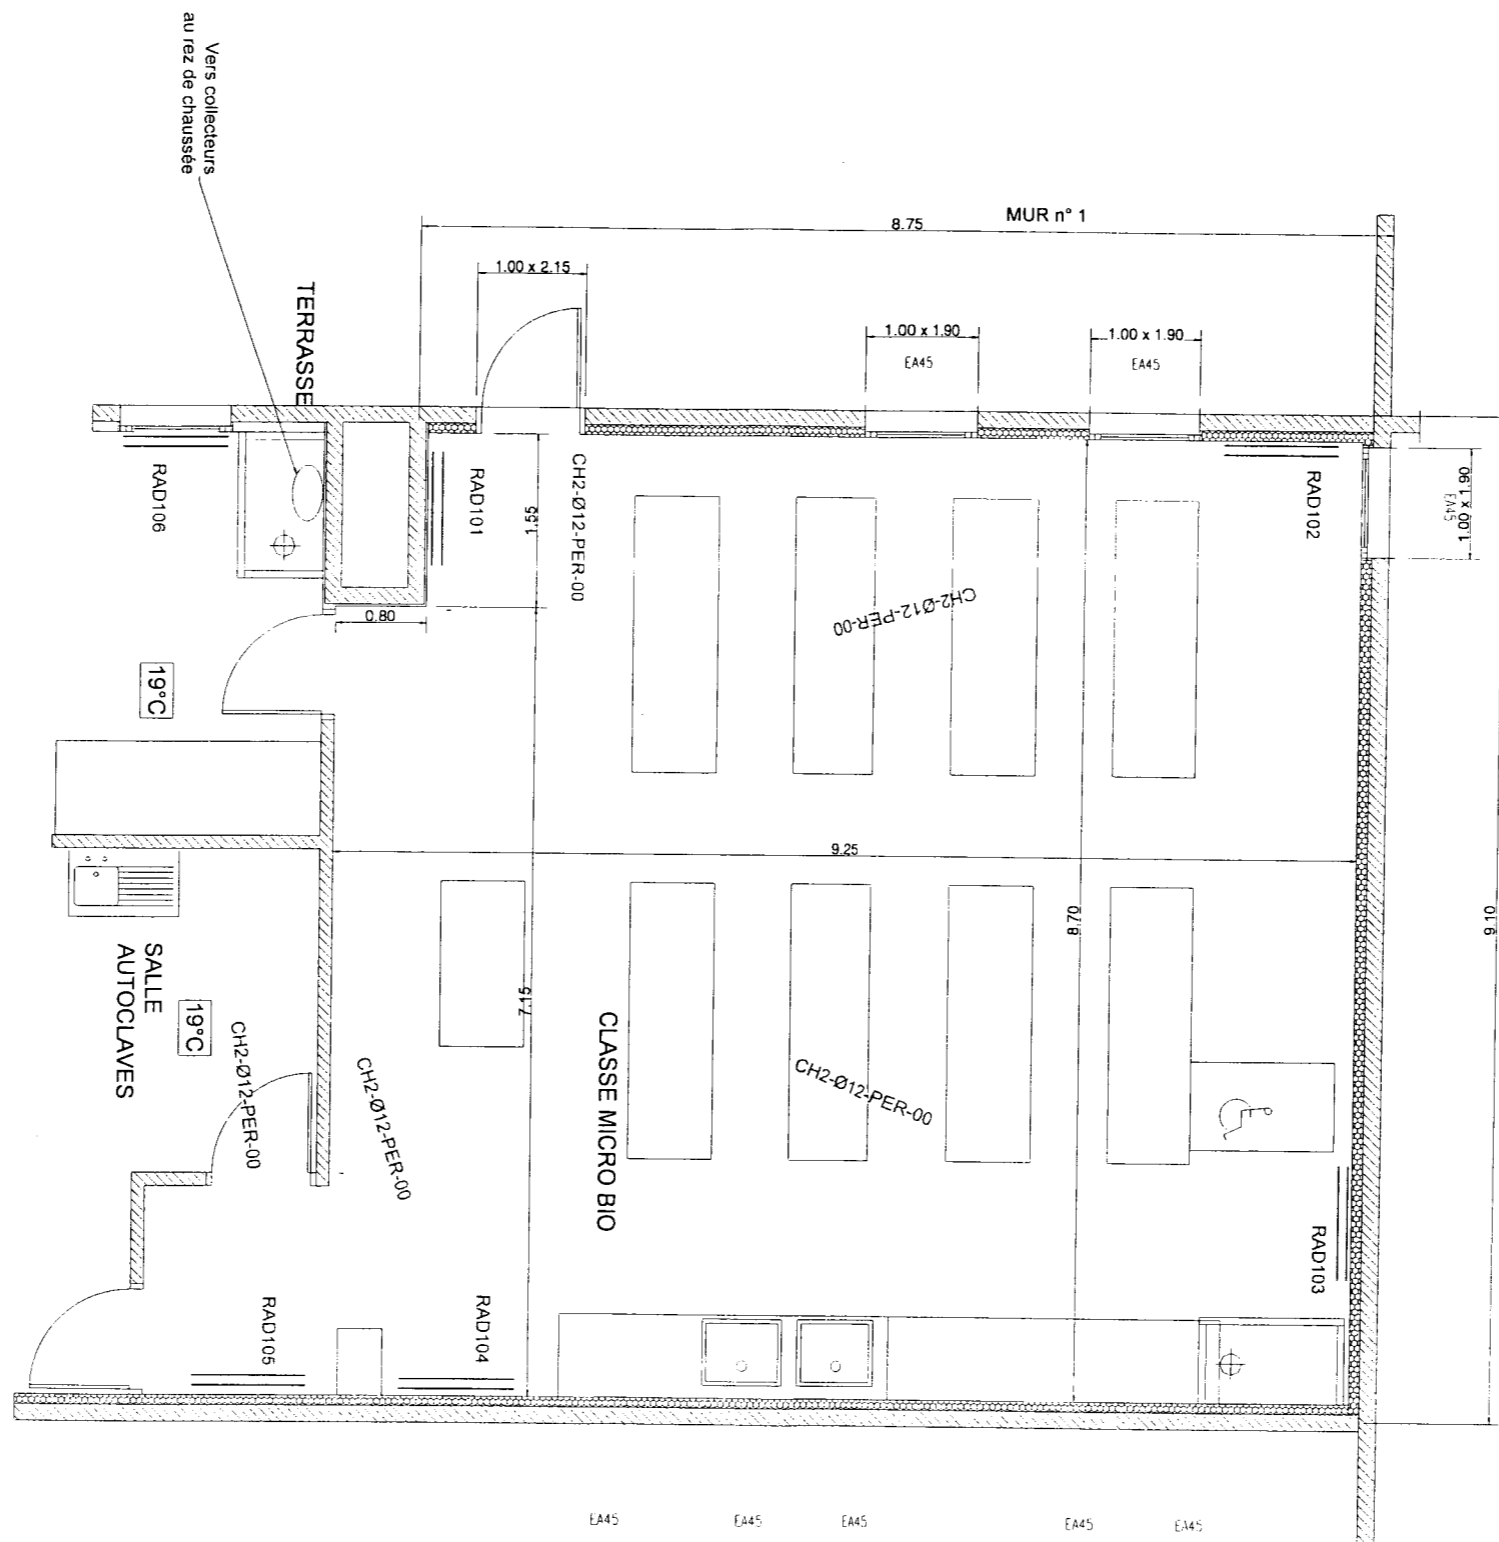 Vers collecteurs
au rez de chaussée
MUR n° 1
8.75
1.00 x 2.15
TERRASSE
1.00 x 1.90
EA45
1.00 x 1.90
EA45
1.00 x 1.90
EA45
RAD106
RAD101
1.55
CH2-Ø12-PER-00
RAD102
CH2-Ø12-PER-00
0.80
19°C
9.25
8.70
9.10
SALLE
AUTOCLAVES
19°C
CH2-Ø12-PER-00
CH2-Ø12-PER-00
7.15
CLASSE MICRO BIO
CH2-Ø12-PER-00
RAD103
RAD105
RAD104
EA45
EA45
EA45
EA45
EA45